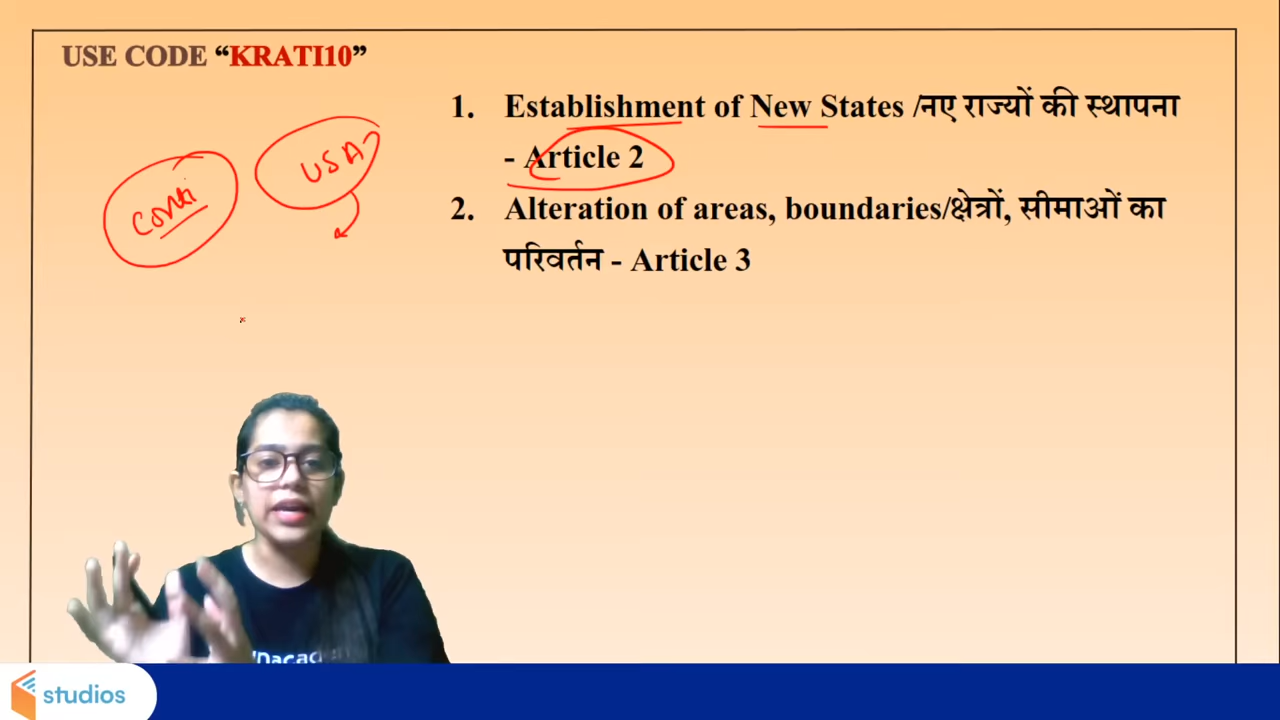 USE CODE “KRATI10”
1. Establishment of New States /नए राज्यों की स्थापना
- Article 2
2. Alteration of areas, boundaries/क्षेत्रों, सीमाओं का
परिवर्तन - Article 3
USA
studios